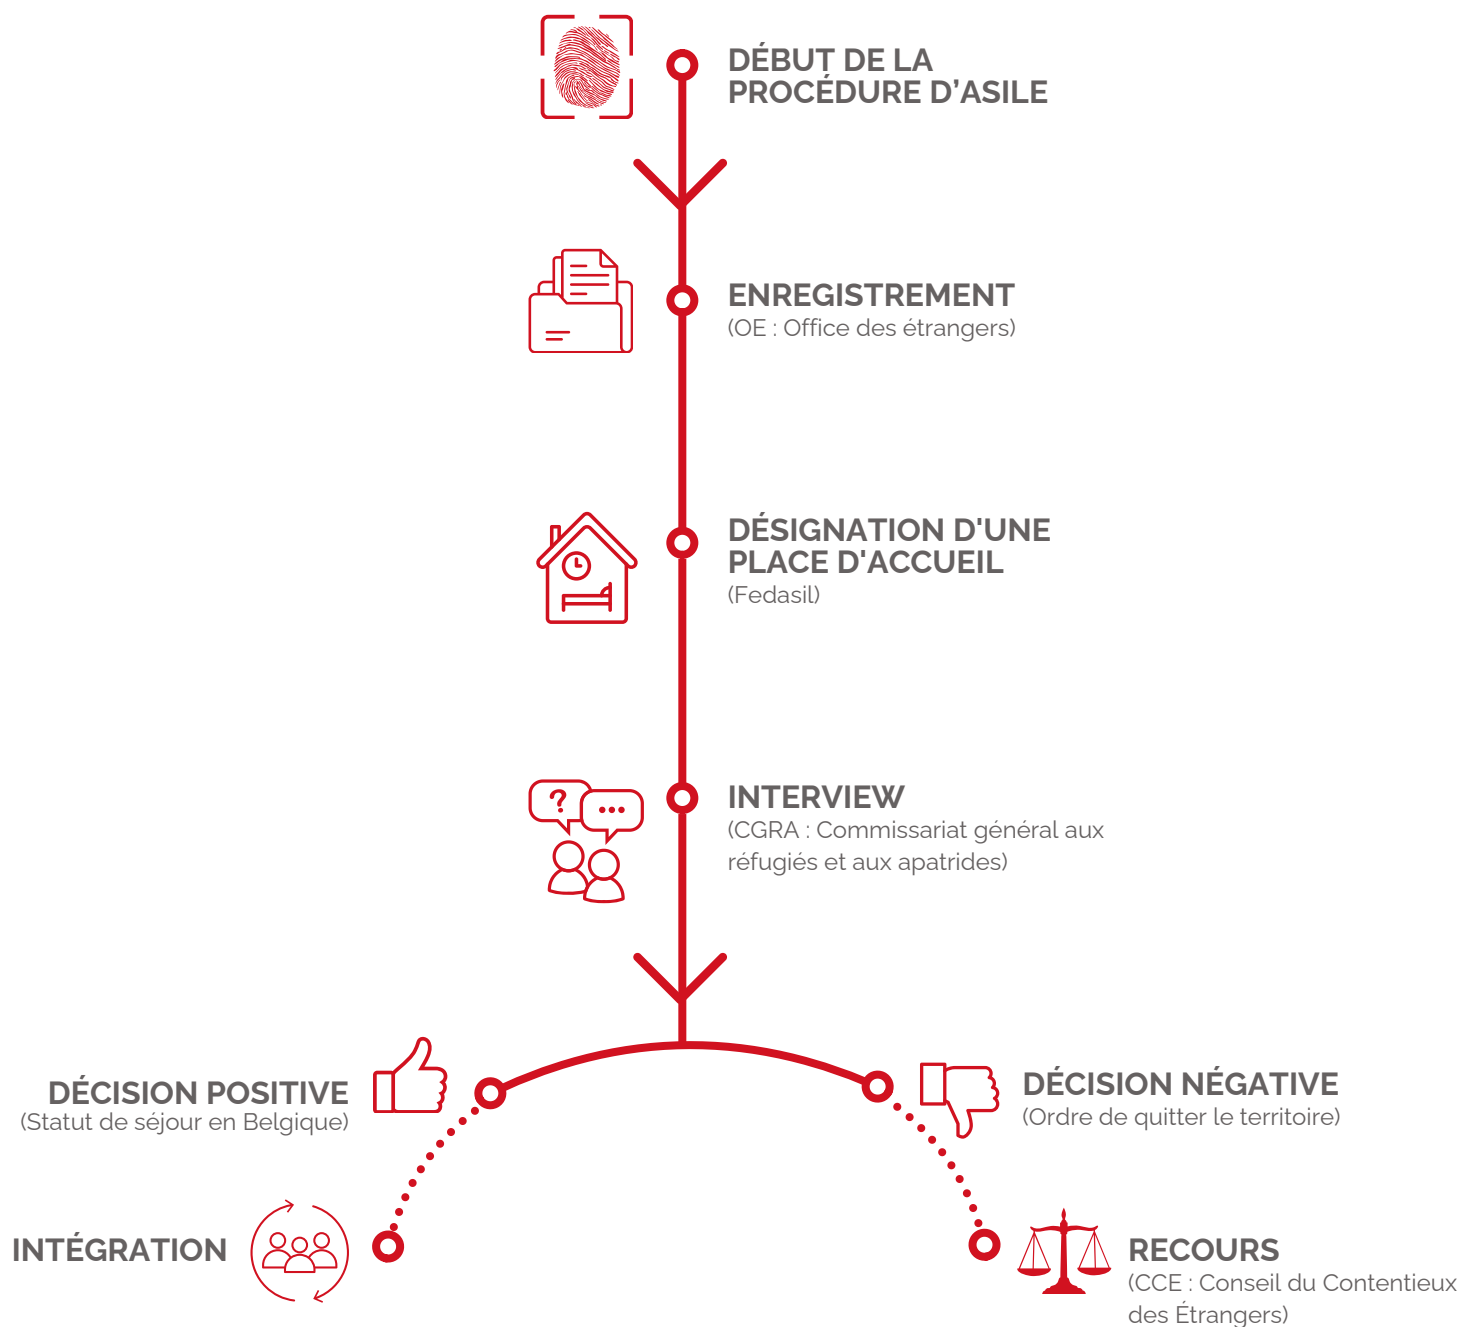 DÉBUT DE LA
PROCÉDURE D’ASILE
ENREGISTREMENT
(OE : Office des étrangers)
DÉSIGNATION D'UNE
PLACE D'ACCUEIL
(Fedasil)
?
INTERVIEW
(CGRA : Commissariat général aux
réfugiés et aux apatrides)
DÉCISION POSITIVE
(Statut de séjour en Belgique)
INTÉGRATION
DÉCISION NÉGATIVE
(Ordre de quitter le territoire)
RECOURS
(CCE : Conseil du Contentieux
des Étrangers)